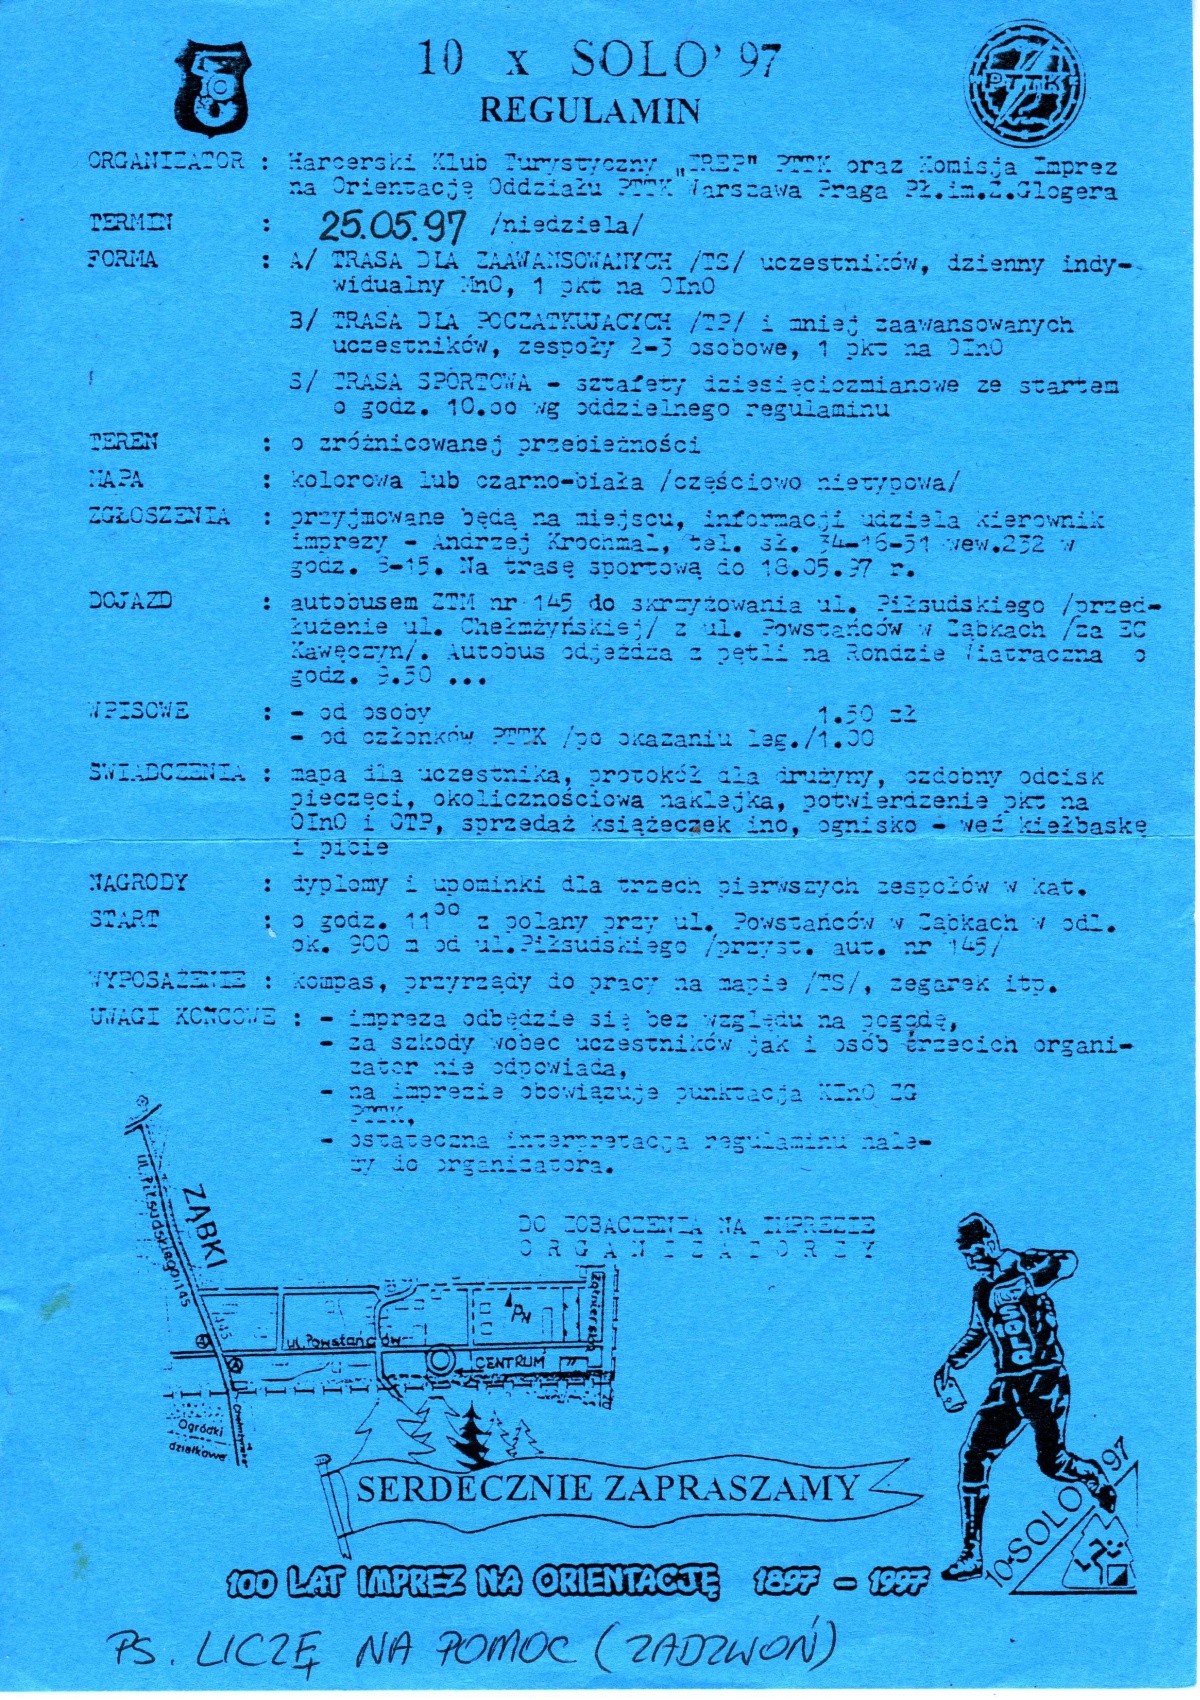 10 x SOLO' 97
REGULAMIN
PTTK
ORGANIZATOR : Harcerski Klub Turystyczny „TREP" PTTK oraz Komisja Imprez
na Orientację Oddziału PTTK Warszawa Praga Pł.im.Z.Glogera
TERMIN : 25.05.97 /niedziela/
FORMA : A/ TRASA DLA ZAAWANSOWANYCH /TS/ uczestników, dzienny indy-
widualny MnO, 1 pkt na OInO
B/ TRASA DLA POCZATKUJACYCH /TP/ i mniej zaawansowanych
uczestników, zespoły 2-3 osobowe, 1 pkt na OInO
S/ TRASA SPORTOWA - sztafety dziesięciozmianowe ze startem
o godz. 10.oo wg oddzielnego regulaminu
TEREN : o zróżnicowanej przebieżności
MAPA : kolorowa lub czarno-biała /częściowo nietypowa/
ZGŁOSZENIA : przyjmowane będą na miejscu, informacji udziela kierownik
imprezy - Andrzej Krochmal, tel. sł. 34-16-51 wew.232 w
godz. 8-15. Na trasę sportową do 18.05.97 r.
DOJAZD : autobusem ZTM nr 145 do skrzyżowania ul. Piłsudskiego /przed-
łużenie ul. Chełmżyńskiej/ z ul. Powstańców w Ząbkach /za EC
Kawęczyn/. Autobus odjeżdża z pętli na Rondzie Wiatraczna o
godz. 9.50 ...
WPISOWE : - od osoby 1.50 zł
- od członków PTTK /po okazaniu leg./1.00
SWIADCZENIA : mapa dla uczestnika, protokół dla drużyny, ozdobny odcisk
pieczęci, okolicznościowa naklejka, potwierdzenie pkt na
OInO i OTP, sprzedaż książeczek ino, ognisko - weź kiełbaskę
i picie
NAGRODY : dyplomy i upominki dla trzech pierwszych zespołów w kat.
START : o godz. 11⁰⁰ z polany przy ul. Powstańców w Ząbkach w odl.
ok. 900 m od ul.Piłsudskiego /przyst. aut. nr 145/
WYPOSAŻENIE : kompas, przyrządy do pracy na mapie /TS/, zegarek itp.
UWAGI KOŃCOWE : - impreza odbędzie się bez względu na pogodę,
- za szkody wobec uczestników jak i osób trzecich organi-
zator nie odpowiada,
- na imprezie obowiązuje punktacja KInO ZG
PTTK,
- ostateczna interpretacja regulaminu nale-
ży do organizatora.
DO ZOBACZENIA NA IMPREZIE
O R G A N I Z A T O R Z Y
ul. Piłsudskiego 145
ZĄBKI
145
PN
Żołnierska
ul. Powstańców
CENTRUM
Ogródki
działkowe
SOLO
SERDECZNIE ZAPRASZAMY
10×SOLO '97
100 LAT IMPREZ NA ORIENTACJĘ 1897 - 1997
PS. LICZĘ NA POMOC (ZADZWOŃ)